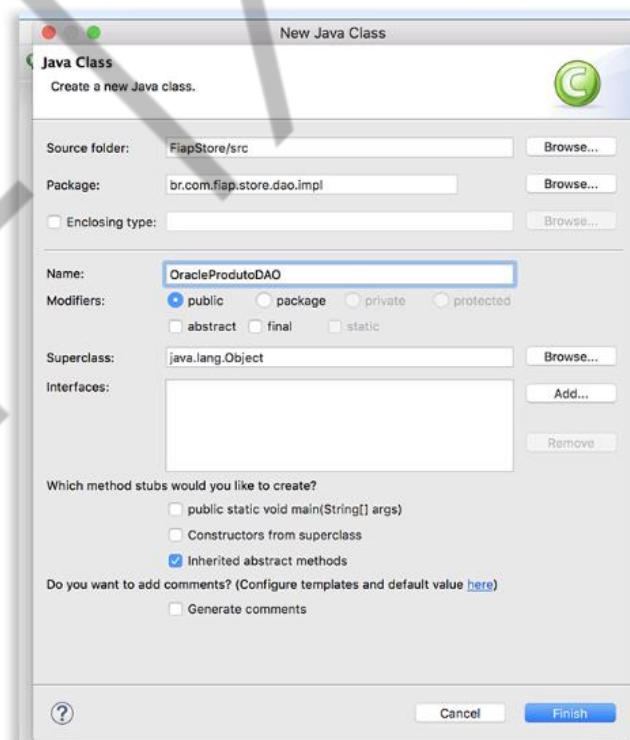 New Java Class
Java Class
Create a new Java class.
Source folder: FiapStore/src Browse...
Package: br.com.fiap.store.dao.impl Browse...
Enclosing type: Browse...
Name: OracleProdutoDAO
Modifiers: public package private protected
abstract final static
Superclass: java.lang.Object Browse...
Interfaces: Add...
Remove
Which method stubs would you like to create?
public static void main(String[] args)
Constructors from superclass
Inherited abstract methods
Do you want to add comments? (Configure templates and default value here)
Generate comments
? Cancel Finish